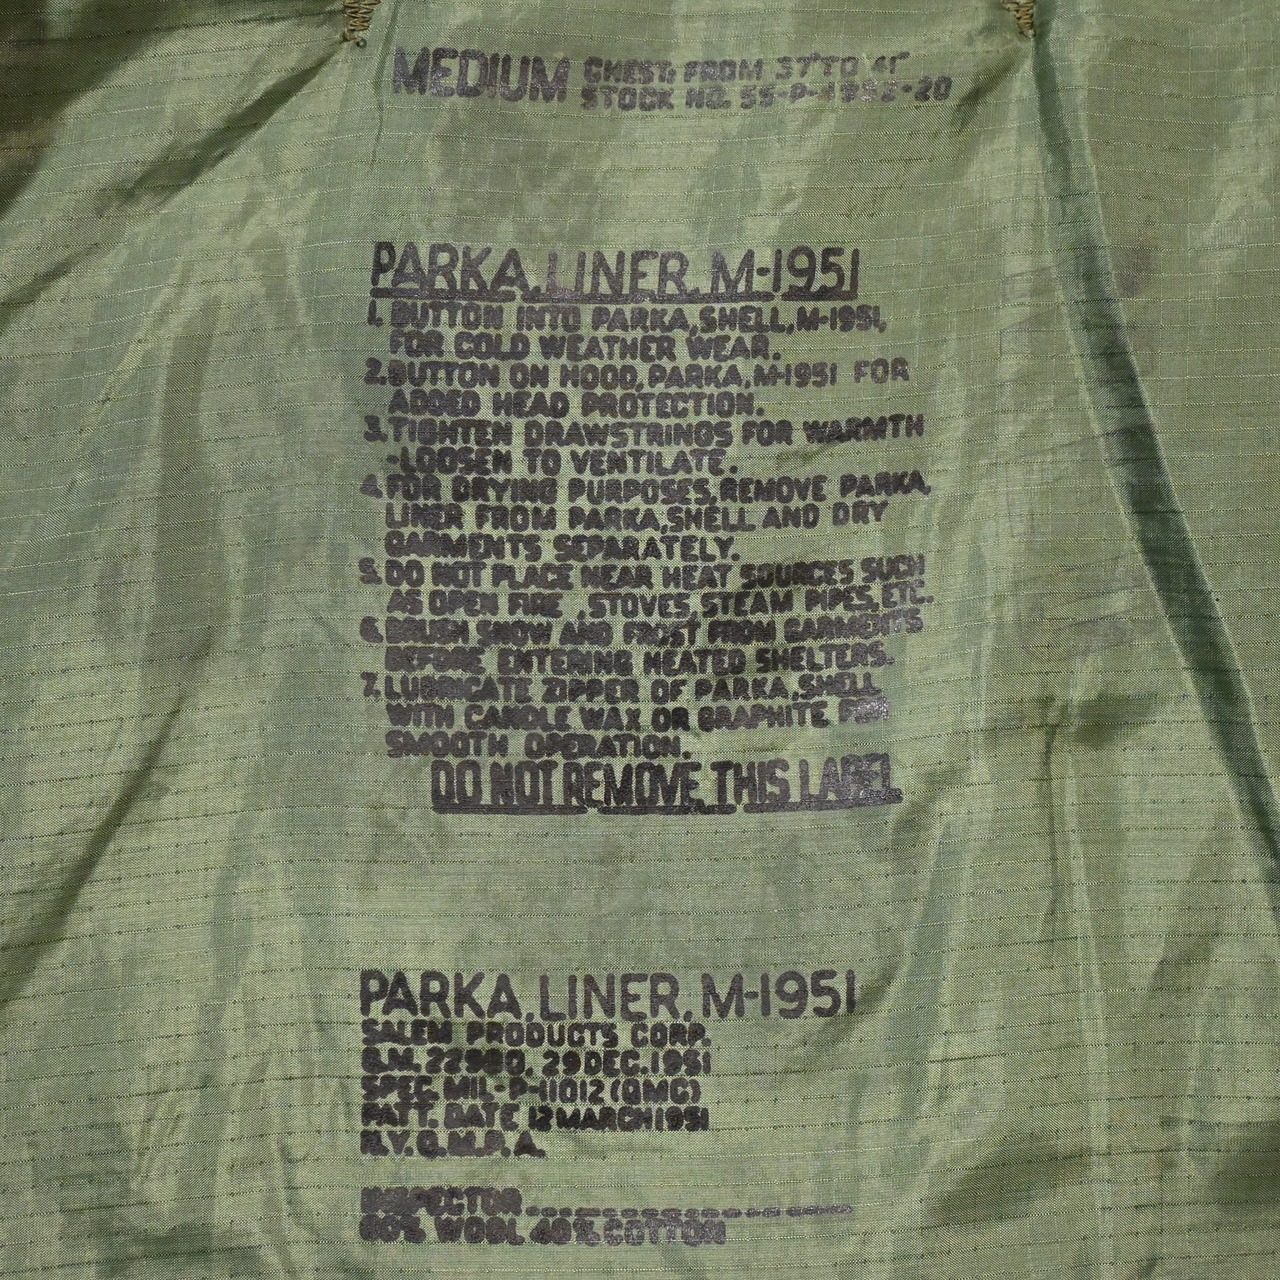 MEDIUM CHEST: FROM 37" TO 41"
STOCK NO. 55-P-1992-20
PARKA, LINER, M-1951
1. BUTTON INTO PARKA, SHELL, M-1951,
FOR COLD WEATHER WEAR.
2. BUTTON ON HOOD, PARKA, M-1951 FOR
ADDED HEAD PROTECTION.
3. TIGHTEN DRAWSTRINGS FOR WARMTH
-LOOSEN TO VENTILATE.
4. FOR DRYING PURPOSES, REMOVE PARKA,
LINER FROM PARKA, SHELL AND DRY
GARMENTS SEPARATELY.
5. DO NOT PLACE NEAR HEAT SOURCES SUCH
AS OPEN FIRE , STOVES, STEAM PIPES, ETC.
6. BRUSH SNOW AND FROST FROM GARMENTS
BEFORE ENTERING HEATED SHELTERS.
7. LUBRICATE ZIPPER OF PARKA, SHELL
WITH CANDLE WAX OR GRAPHITE FOR
SMOOTH OPERATION.
DO NOT REMOVE THIS LABEL
PARKA, LINER, M-1951
SALEM PRODUCTS CORP.
29 DEC. 1951
SPEC. MIL-P-11012 (QMC)
PATT. DATE 12 MARCH 1951
N.Y.Q.M.P.A.
INSPECTOR
60% WOOL 40% COTTON